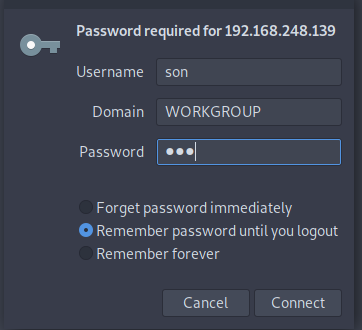 Password required for 192.168.248.139
Username son
Domain WORKGROUP
Password ●●●
Forget password immediately
Remember password until you logout
Remember forever
Cancel Connect